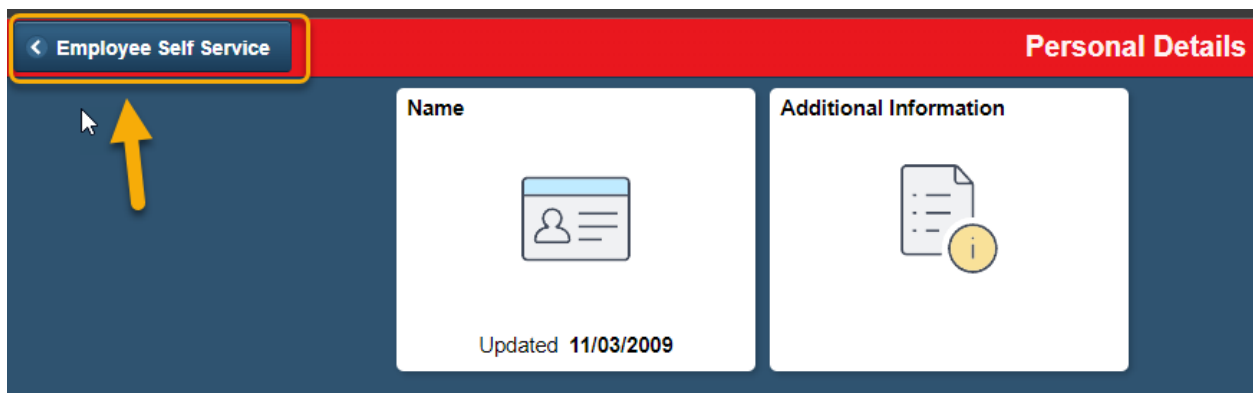 Employee Self Service
Personal Details
Name
Additional Information
i
Updated 11/03/2009